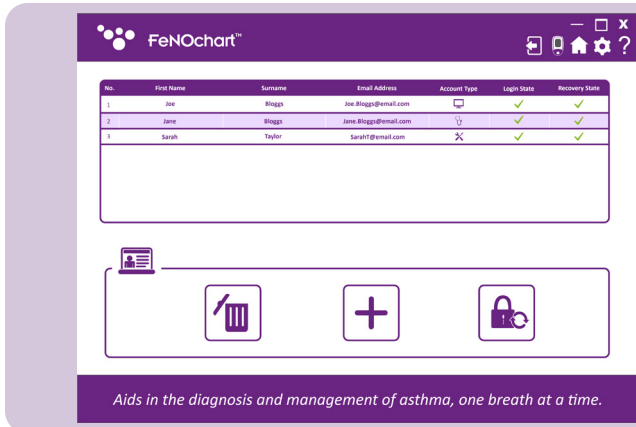 FeNOchart™
No. First Name Surname Email Address Account Type Login State Recovery State
1 Joe Bloggs Joe.Bloggs@email.com
2 Jane Bloggs Jane.Bloggs@email.com
3 Sarah Taylor SarahT@email.com
Aids in the diagnosis and management of asthma, one breath at a time.